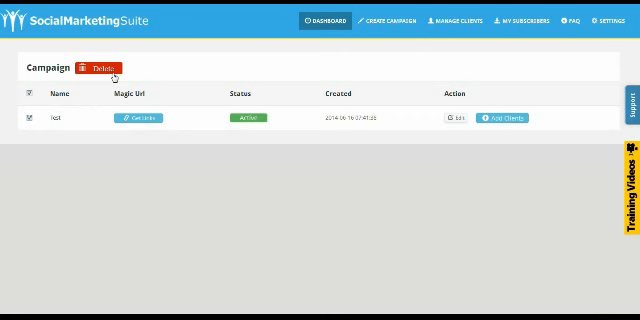 SocialMarketingSuite
DASHBOARD
CREATE CAMPAIGN
MANAGE CLIENTS
MY SUBSCRIBERS
FAQ
SETTINGS
Campaign
Delete
Name
Magic Url
Status
Created
Action
Test
Get Links
Active
2014-06-16 07:41:38
Edit
Add Clients
Support
Training Videos